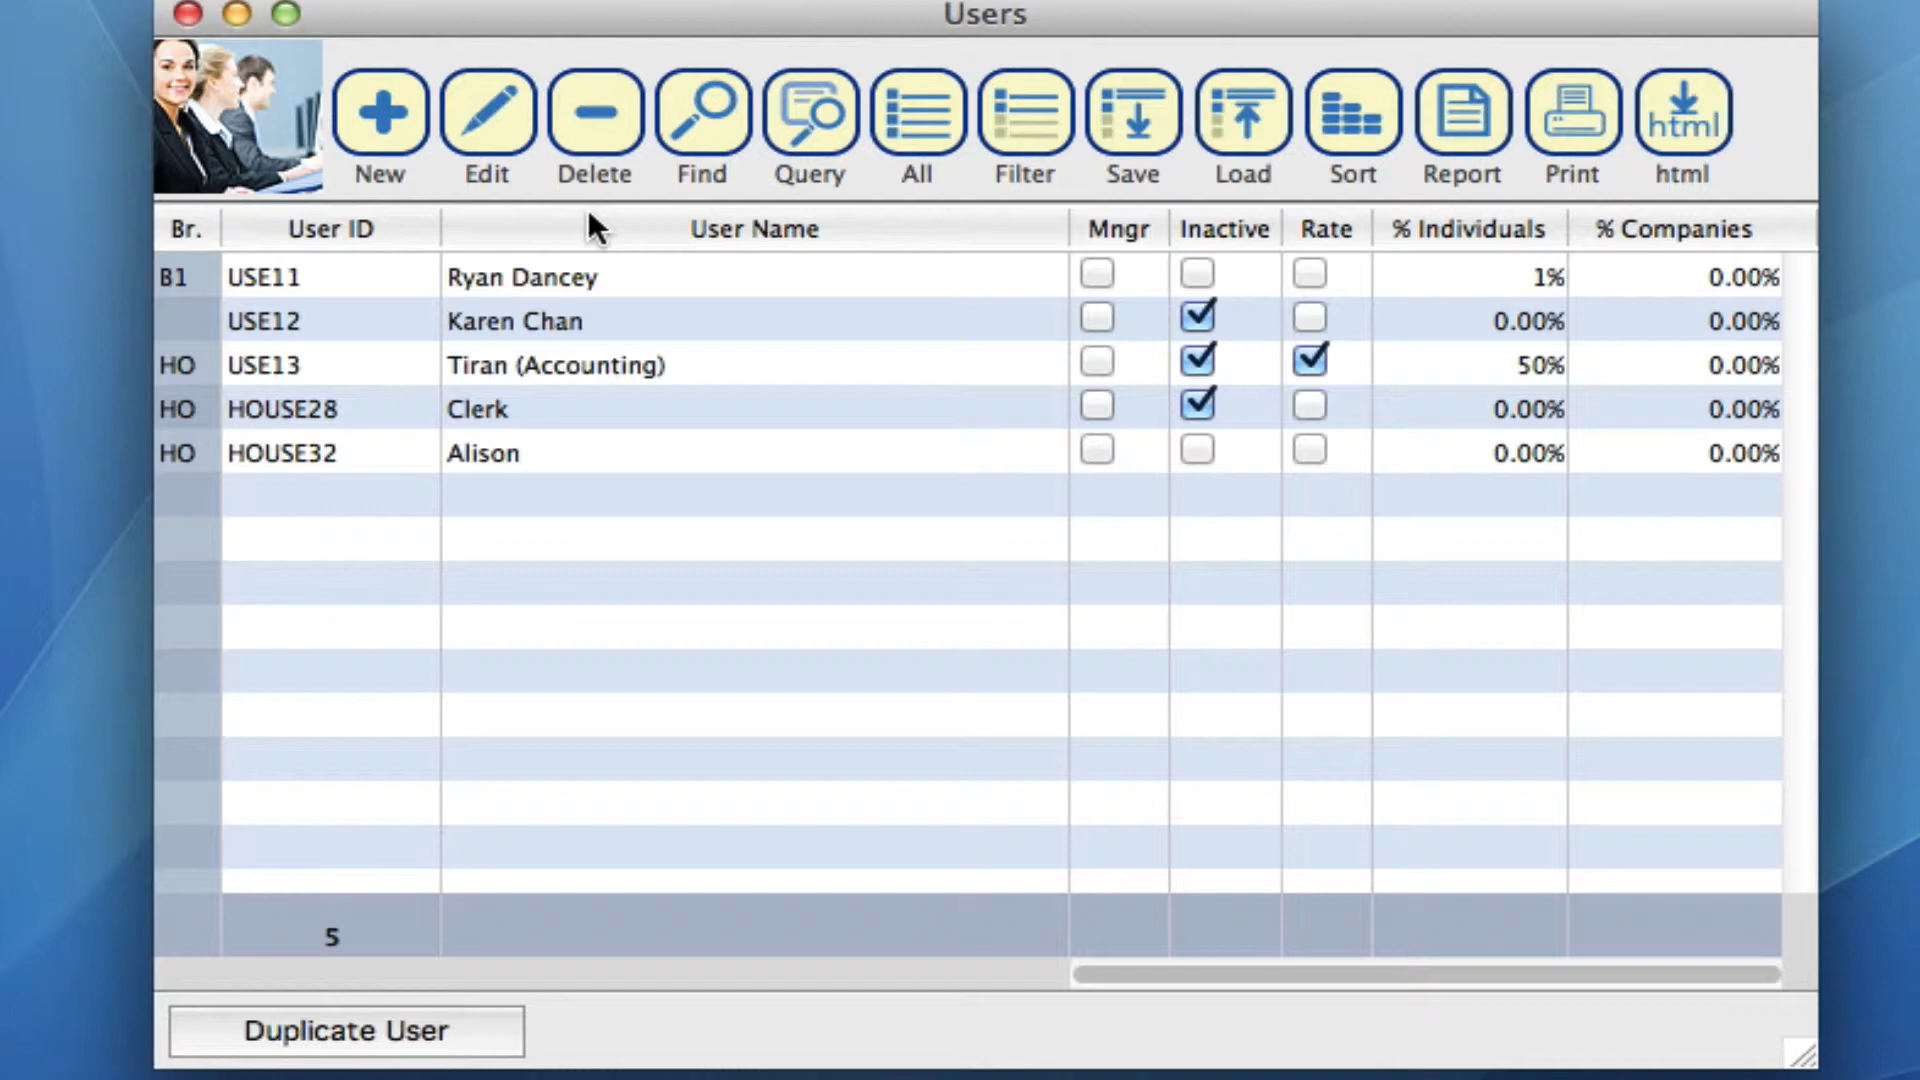 Users
New Edit Delete Find Query All Filter Save Load Sort Report Print html
html
Br. User ID User Name Mngr Inactive Rate % Individuals % Companies
B1 USE11 Ryan Dancey 1% 0.00%
USE12 Karen Chan 0.00% 0.00%
HO USE13 Tiran (Accounting) 50% 0.00%
HO HOUSE28 Clerk 0.00% 0.00%
HO HOUSE32 Alison 0.00% 0.00%
5
Duplicate User